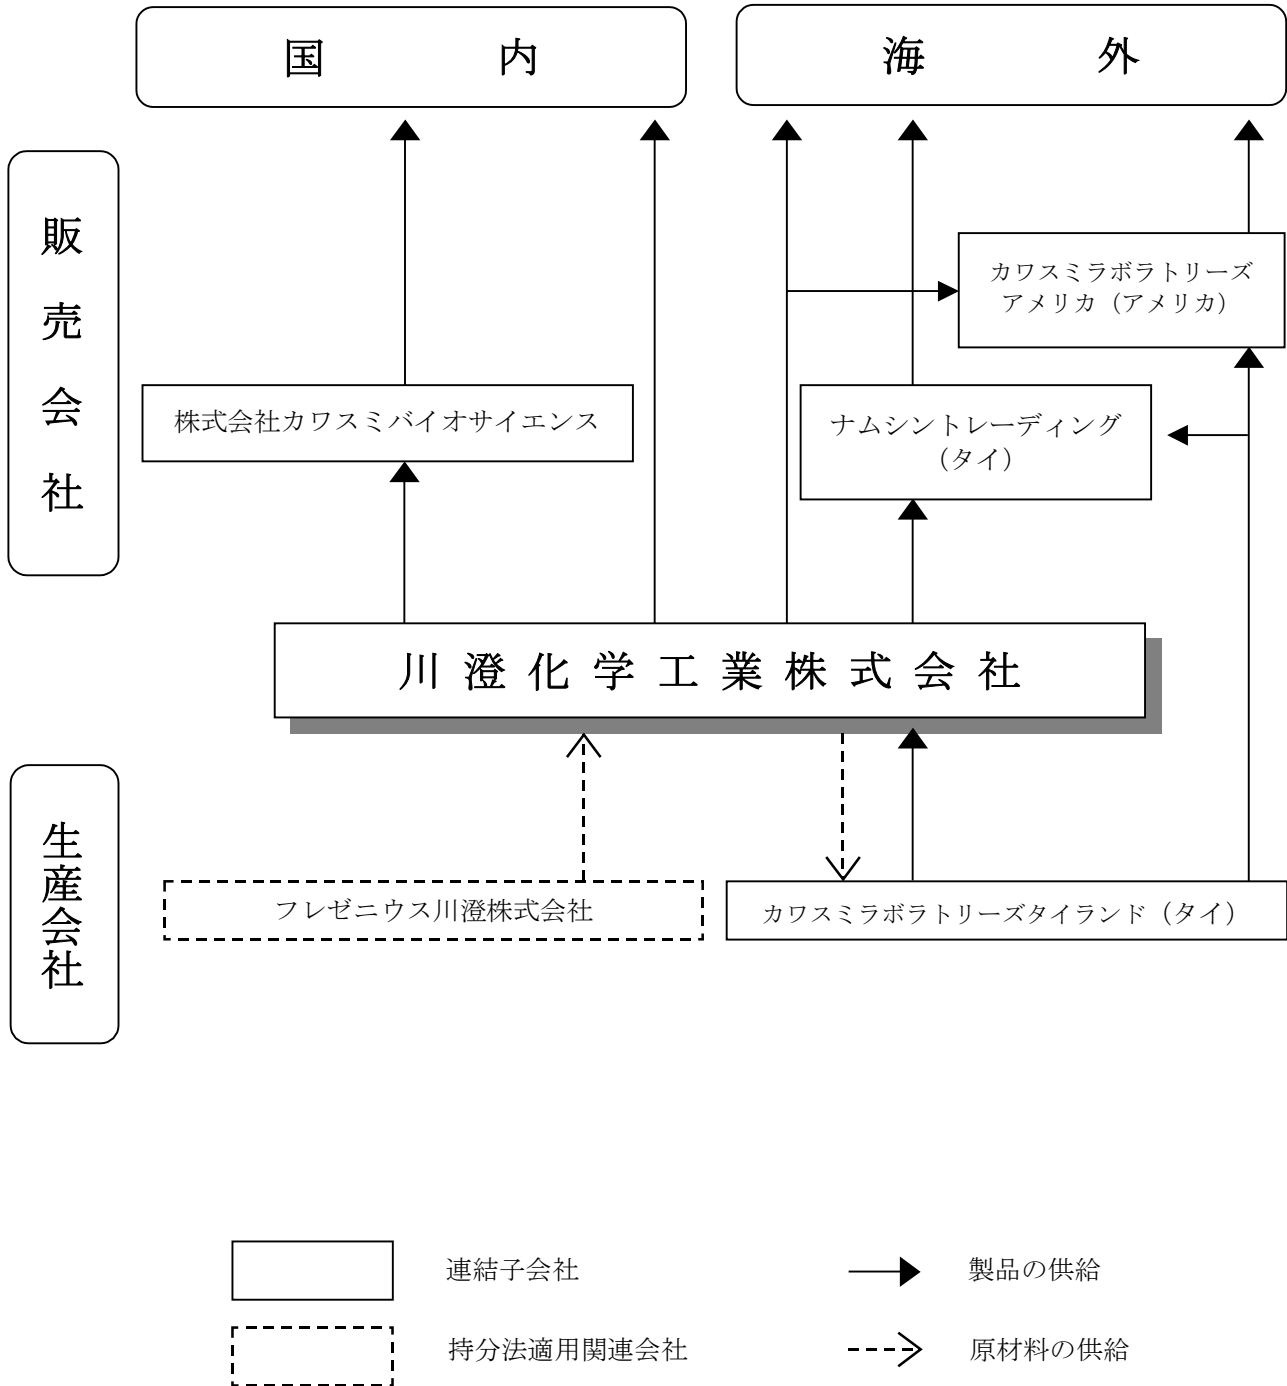 国　内
海　外
販売会社
カワスミラボラトリーズ
アメリカ（アメリカ）
株式会社カワスミバイオサイエンス
ナムシントレーディング
（タイ）
川澄化学工業株式会社
生産会社
フレゼニウス川澄株式会社
カワスミラボラトリーズタイランド（タイ）
連結子会社
製品の供給
持分法適用関連会社
原材料の供給